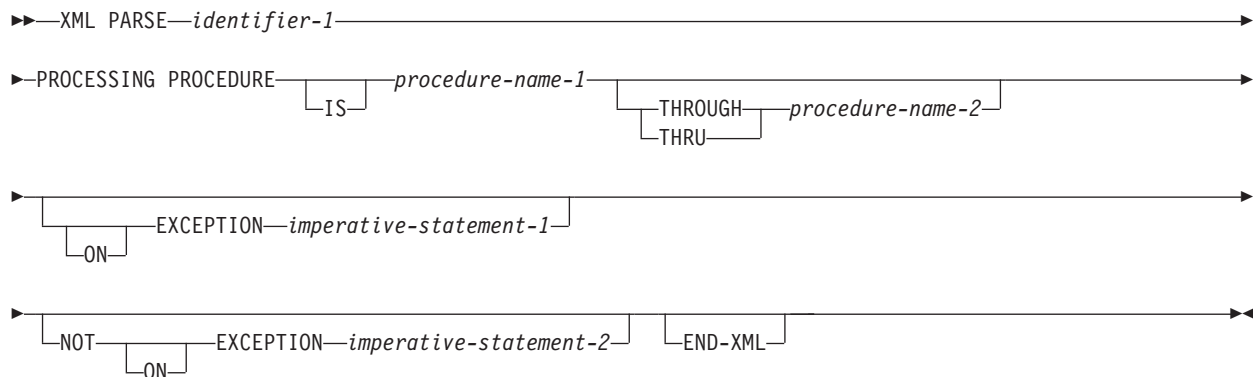 XML PARSE identifier-1
PROCESSING PROCEDURE IS procedure-name-1 THROUGH THRU procedure-name-2
ON EXCEPTION imperative-statement-1
NOT ON EXCEPTION imperative-statement-2 END-XML